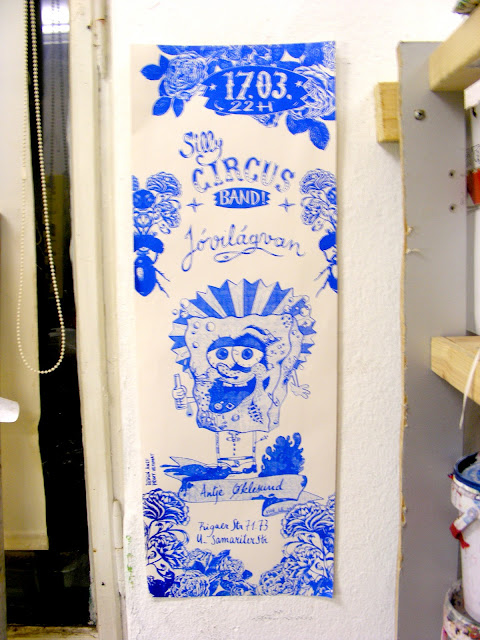 17.03.
22H
Silly
CIRCUS
BAND!
Jóvilágvan
Antje Øklesund
Rigaer Str 71-73
U. Samariterstr